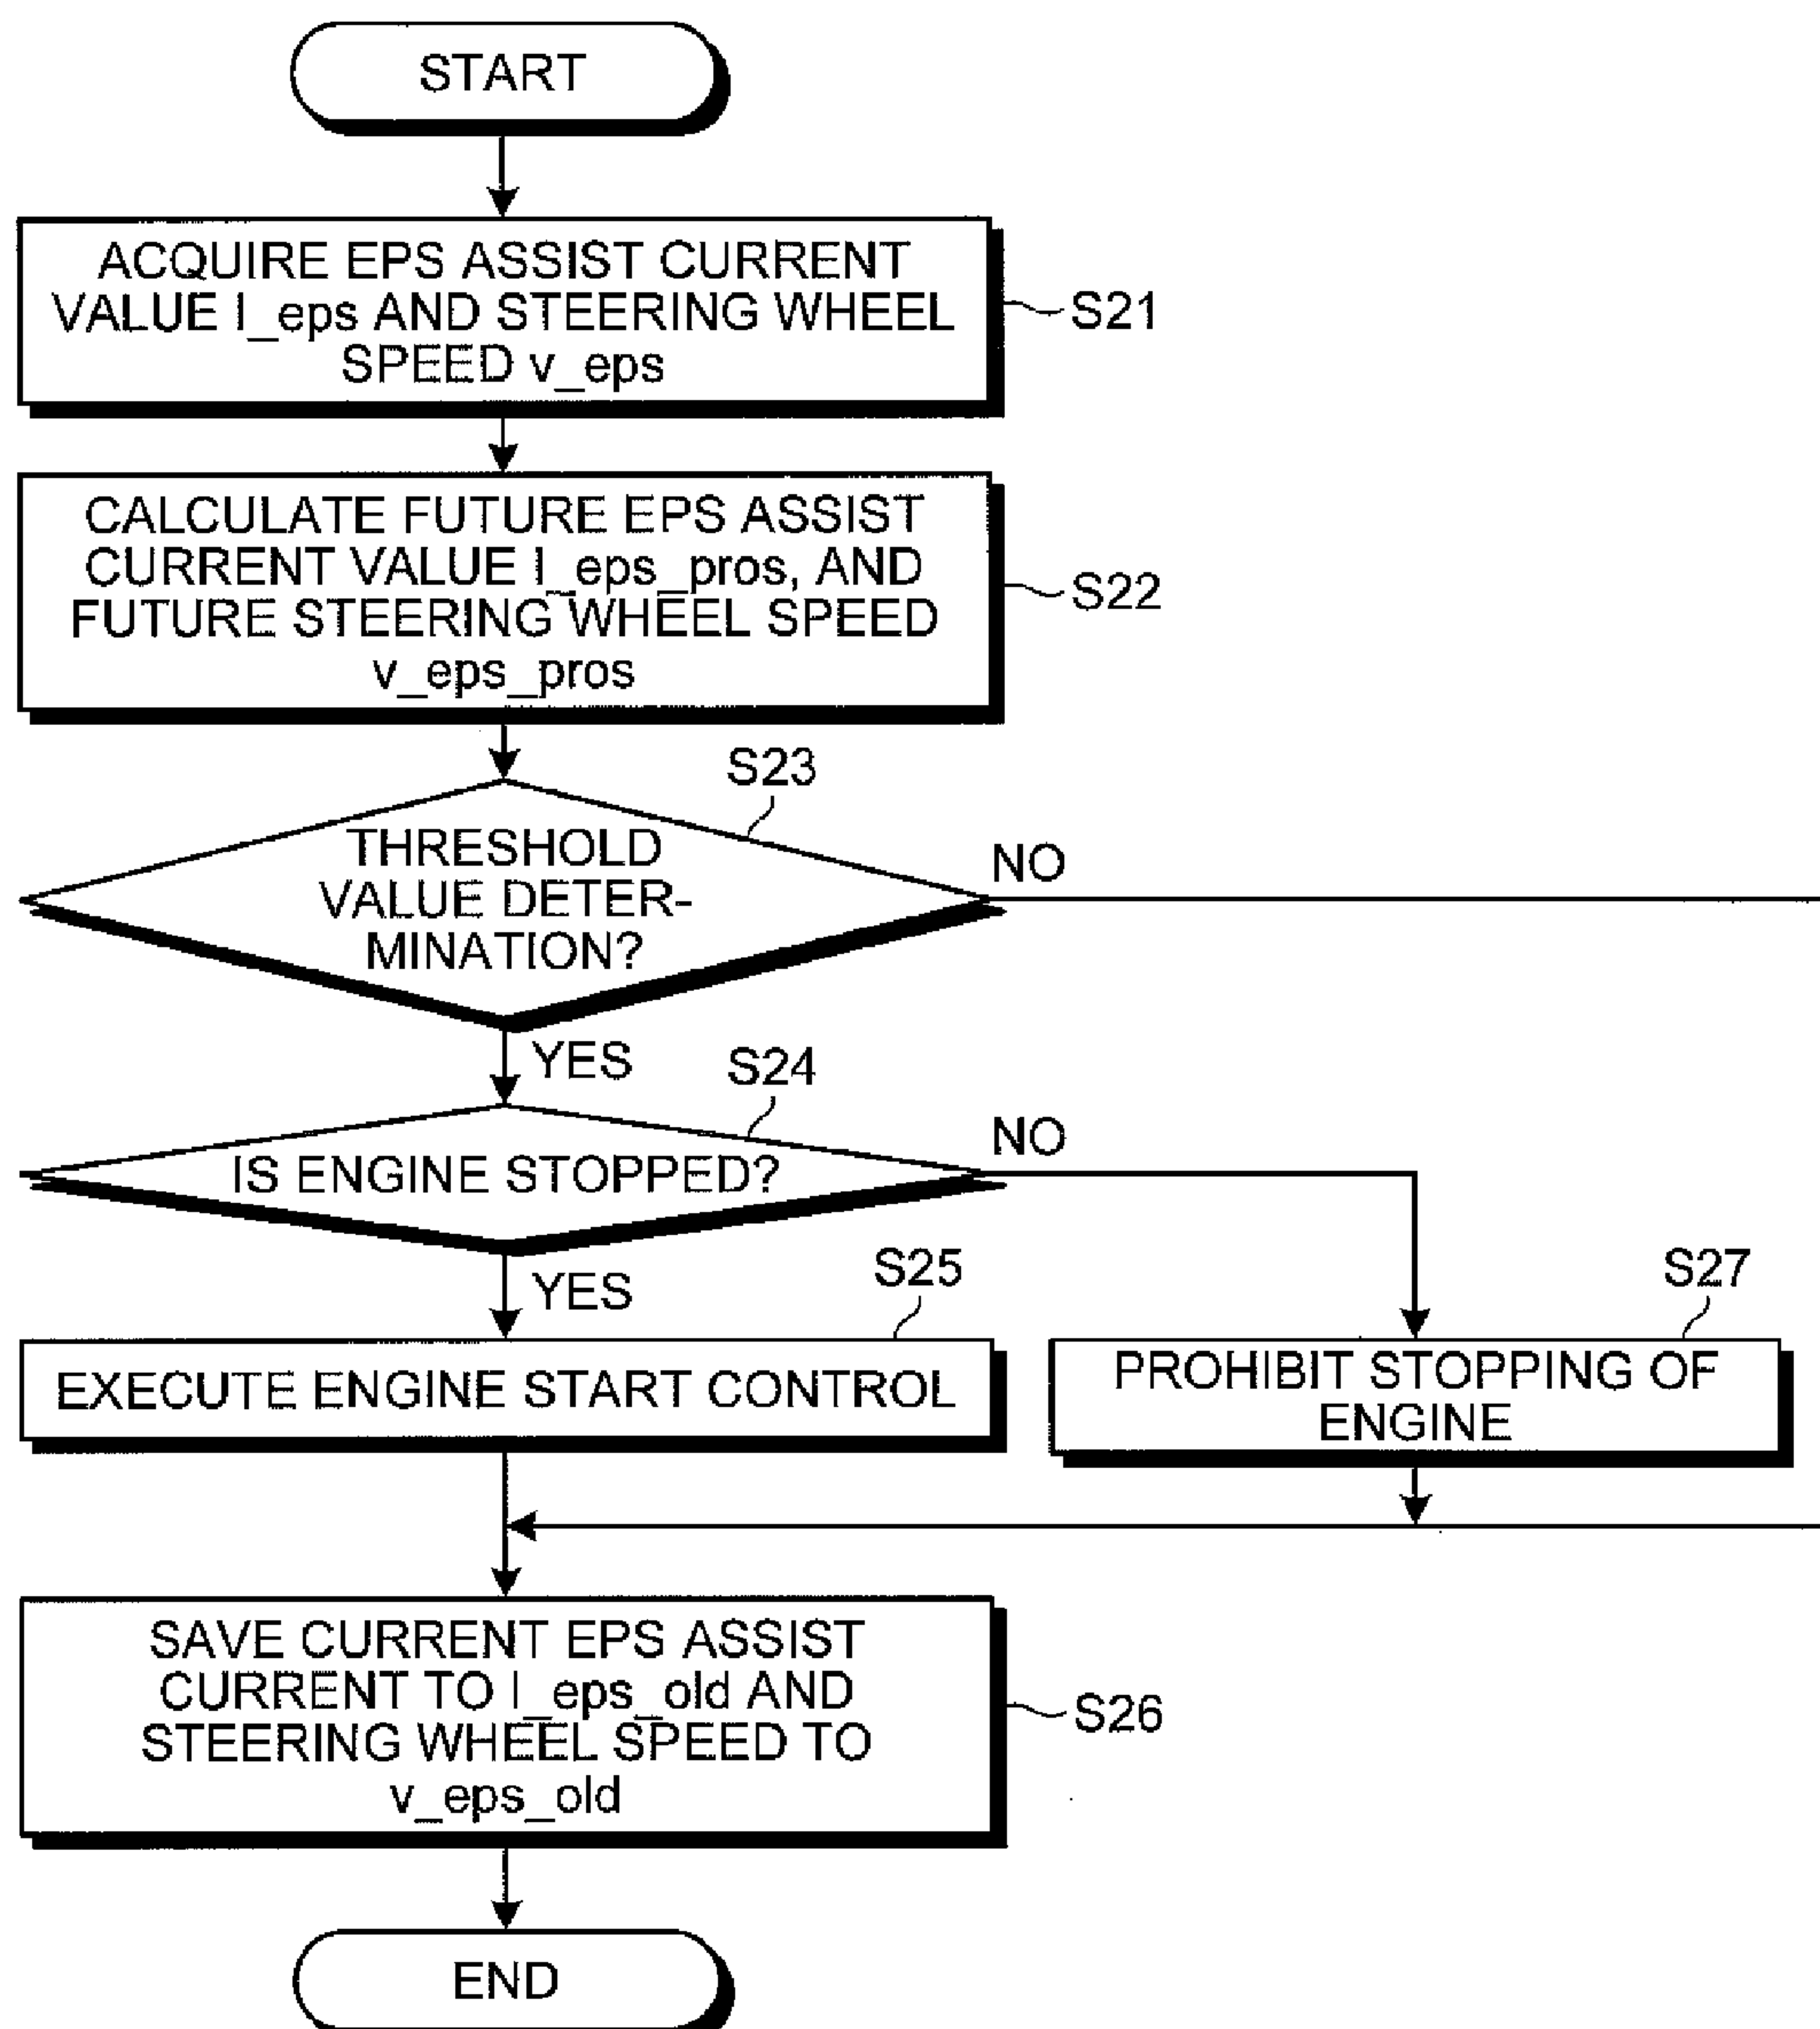 START
ACQUIRE EPS ASSIST CURRENT
VALUE I_eps AND STEERING WHEEL
SPEED v_eps
S21
CALCULATE FUTURE EPS ASSIST
CURRENT VALUE I_eps_pros, AND
FUTURE STEERING WHEEL SPEED
v_eps_pros
S22
S23
THRESHOLD
VALUE DETER-
MINATION?
NO
YES
S24
IS ENGINE STOPPED?
NO
YES
S25
EXECUTE ENGINE START CONTROL
S27
PROHIBIT STOPPING OF
ENGINE
SAVE CURRENT EPS ASSIST
CURRENT TO I_eps_old AND
STEERING WHEEL SPEED TO
v_eps_old
S26
END